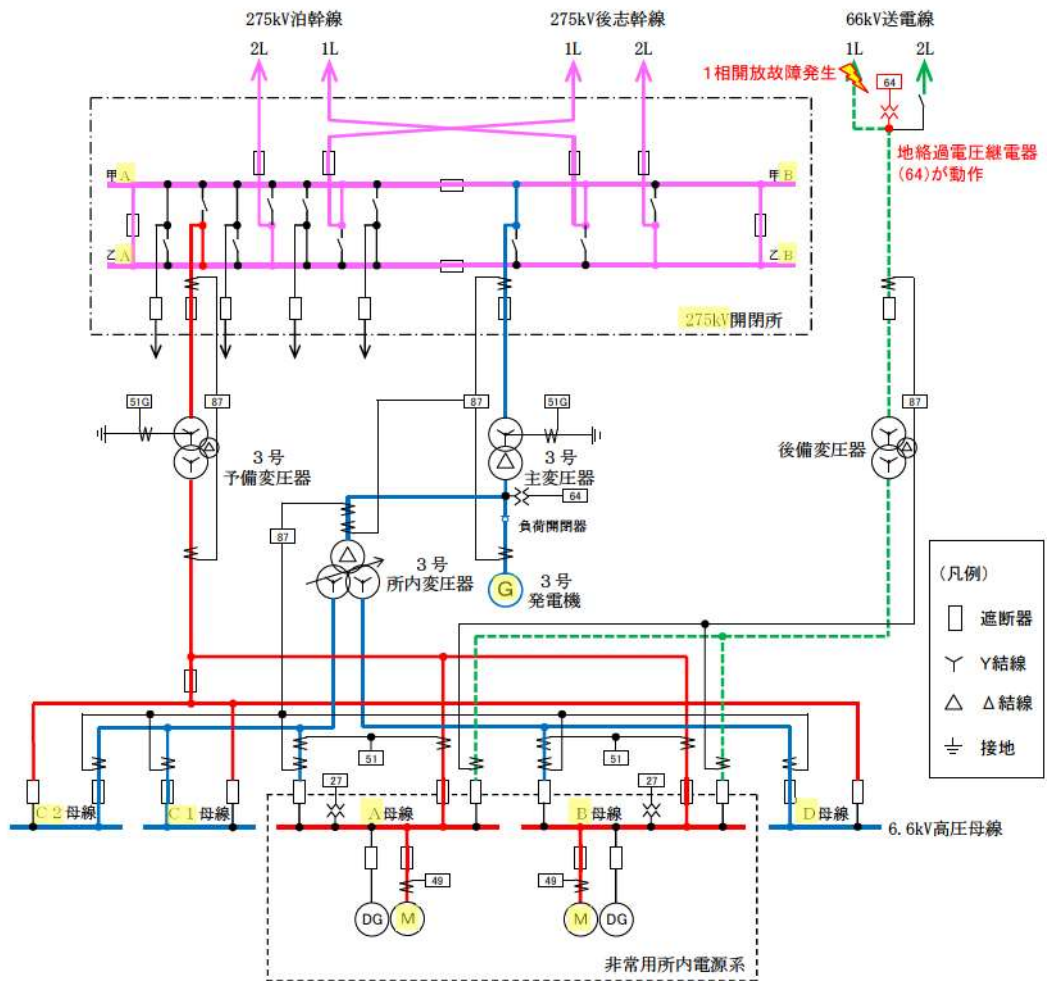 275kV泊幹線 275kV後志幹線 66kV送電線
2L 1L 1L 2L 1L 2L
1相開放故障発生
64
地絡過電圧継電器
(64)が動作
甲A 甲B
乙A 乙B
275kV開閉所
51G 87 87 51G 87
3号
予備変圧器
3号
主変圧器
後備変圧器
64
負荷開閉器
87
3号
所内変圧器
G
3号
発電機
(凡例)
遮断器
Y結線
Δ結線
接地
51 51
27 27
C2母線 C1母線 A母線 B母線 D母線
6.6kV高圧母線
49 49
DG M M DG
非常用所内電源系